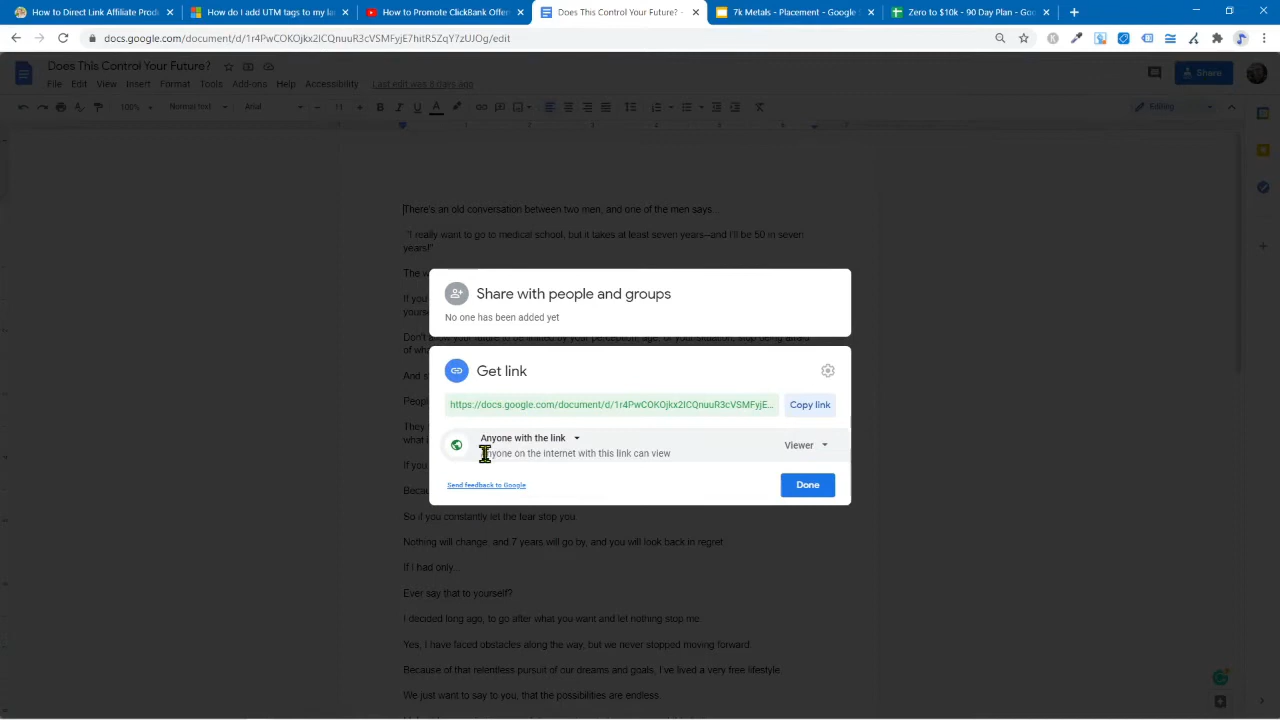 How to Direct Link Affiliate Prod
How do I add UTM tags to my la
How to Promote ClickBank Offer
Does This Control Your Future? -
7k Metals - Placement - Google
Zero to $10k - 90 Day Plan - Goo
docs.google.com/document/d/1r4PwCOKOjkx2ICQnuuR3cVSMFyjE7hitR5ZqY7zUJOg/edit
Does This Control Your Future?
File Edit View Insert Format Tools Add-ons Help Accessibility Last edit was 8 days ago
Share
100% Normal text Arial 11
Editing
There's an old conversation between two men, and one of the men says...
"I really want to go to medical school, but it takes at least seven years--and I'll be 50 in seven
years!"
Share with people and groups
No one has been added yet
Get link
https://docs.google.com/document/d/1r4PwCOKOjkx2ICQnuuR3cVSMFyjE...
Copy link
Anyone with the link
Anyone on the internet with this link can view
Viewer
Send feedback to Google
Done
So if you constantly let the fear stop you.
Nothing will change, and 7 years will go by, and you will look back in regret.
If I had only...
Ever say that to yourself?
I decided long ago, to go after what you want and let nothing stop me.
Yes, I have faced obstacles along the way, but we never stopped moving forward.
Because of that relentless pursuit of our dreams and goals, I've lived a very free lifestyle.
We just want to say to you, that the possibilities are endless.